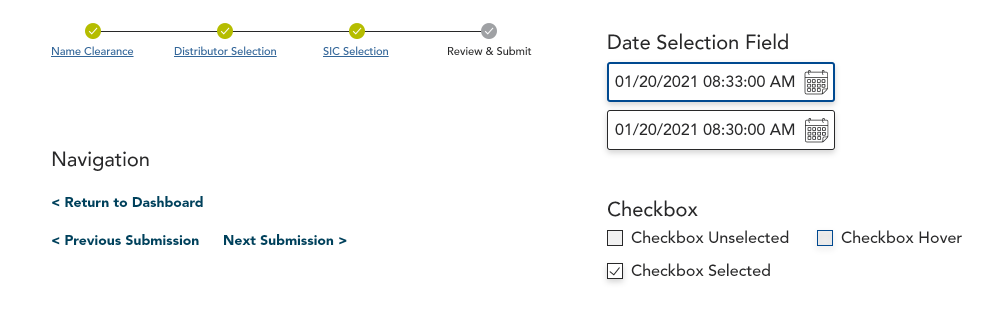 Name Clearance
Distributor Selection
SIC Selection
Review & Submit
Navigation
< Return to Dashboard
< Previous Submission
Next Submission >
Date Selection Field
01/20/2021 08:33:00 AM
01/20/2021 08:30:00 AM
Checkbox
Checkbox Unselected
Checkbox Hover
Checkbox Selected